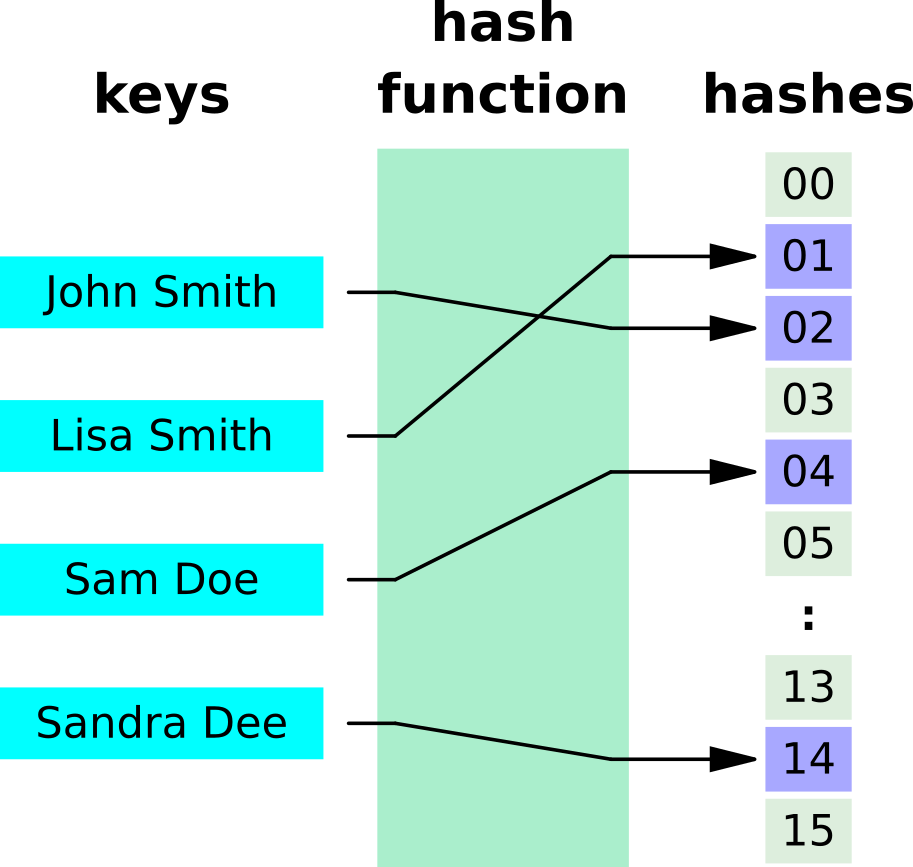 keys
hash
function
hashes
John Smith
Lisa Smith
Sam Doe
Sandra Dee
00
01
02
03
04
05
:
13
14
15